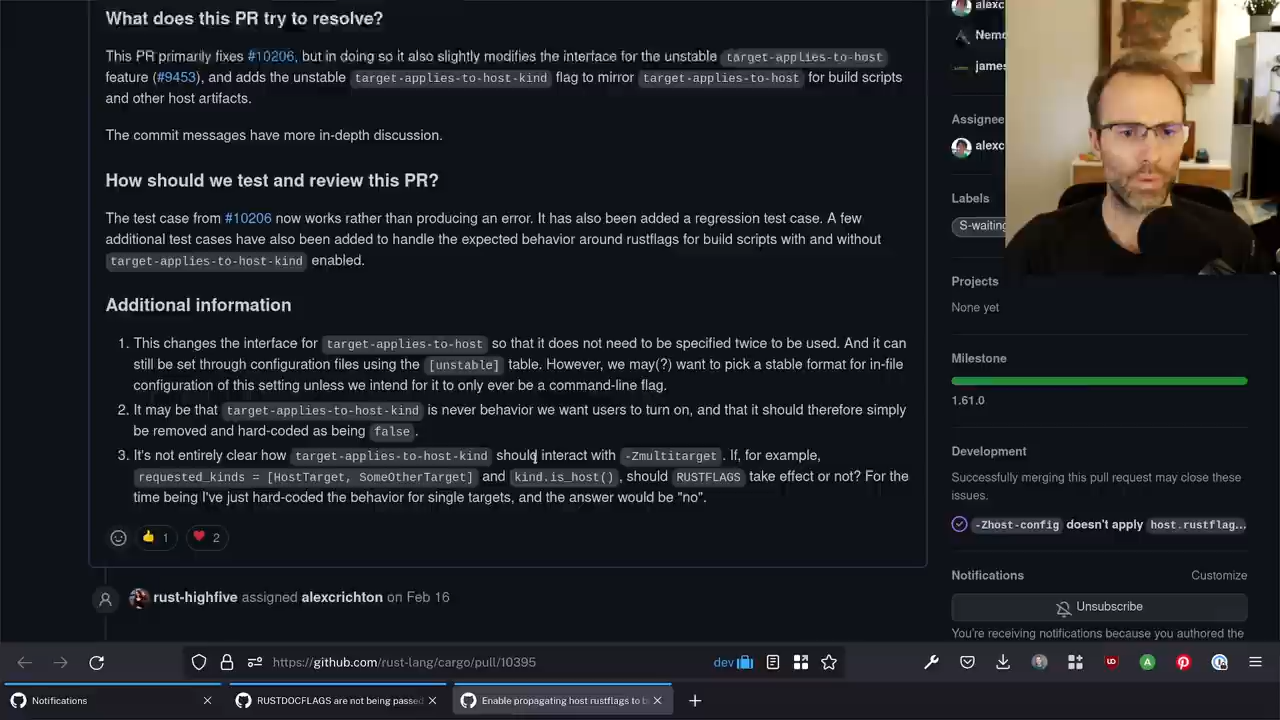 What does this PR try to resolve?
This PR primarily fixes #10206, but in doing so it also slightly modifies the interface for the unstable target-applies-to-host
feature (#9453), and adds the unstable target-applies-to-host-kind flag to mirror target-applies-to-host for build scripts
and other host artifacts.
The commit messages have more in-depth discussion.
How should we test and review this PR?
The test case from #10206 now works rather than producing an error. It has also been added a regression test case. A few
additional test cases have also been added to handle the expected behavior around rustflags for build scripts with and without
target-applies-to-host-kind enabled.
Additional information
1. This changes the interface for target-applies-to-host so that it does not need to be specified twice to be used. And it can
still be set through configuration files using the [unstable] table. However, we may(?) want to pick a stable format for in-file
configuration of this setting unless we intend for it to only ever be a command-line flag.
2. It may be that target-applies-to-host-kind is never behavior we want users to turn on, and that it should therefore simply
be removed and hard-coded as being false.
3. It's not entirely clear how target-applies-to-host-kind should interact with -Zmultitarget. If, for example,
requested_kinds = [HostTarget, SomeOtherTarget] and kind.is_host(), should RUSTFLAGS take effect or not? For the
time being I've just hard-coded the behavior for single targets, and the answer would be "no".
👍 1 ❤️ 2
rust-highfive assigned alexcrichton on Feb 16
alexc
Nemo
james
Assignee
alexc
Labels
S-waiting
Projects
None yet
Milestone
1.61.0
Development
Successfully merging this pull request may close these
issues.
-Zhost-config doesn't apply host.rustflag...
Notifications Customize
Unsubscribe
You're receiving notifications because you authored the
https://github.com/rust-lang/cargo/pull/10395
dev
Notifications
RUSTDOCFLAGS are not being passed
Enable propagating host rustflags to b